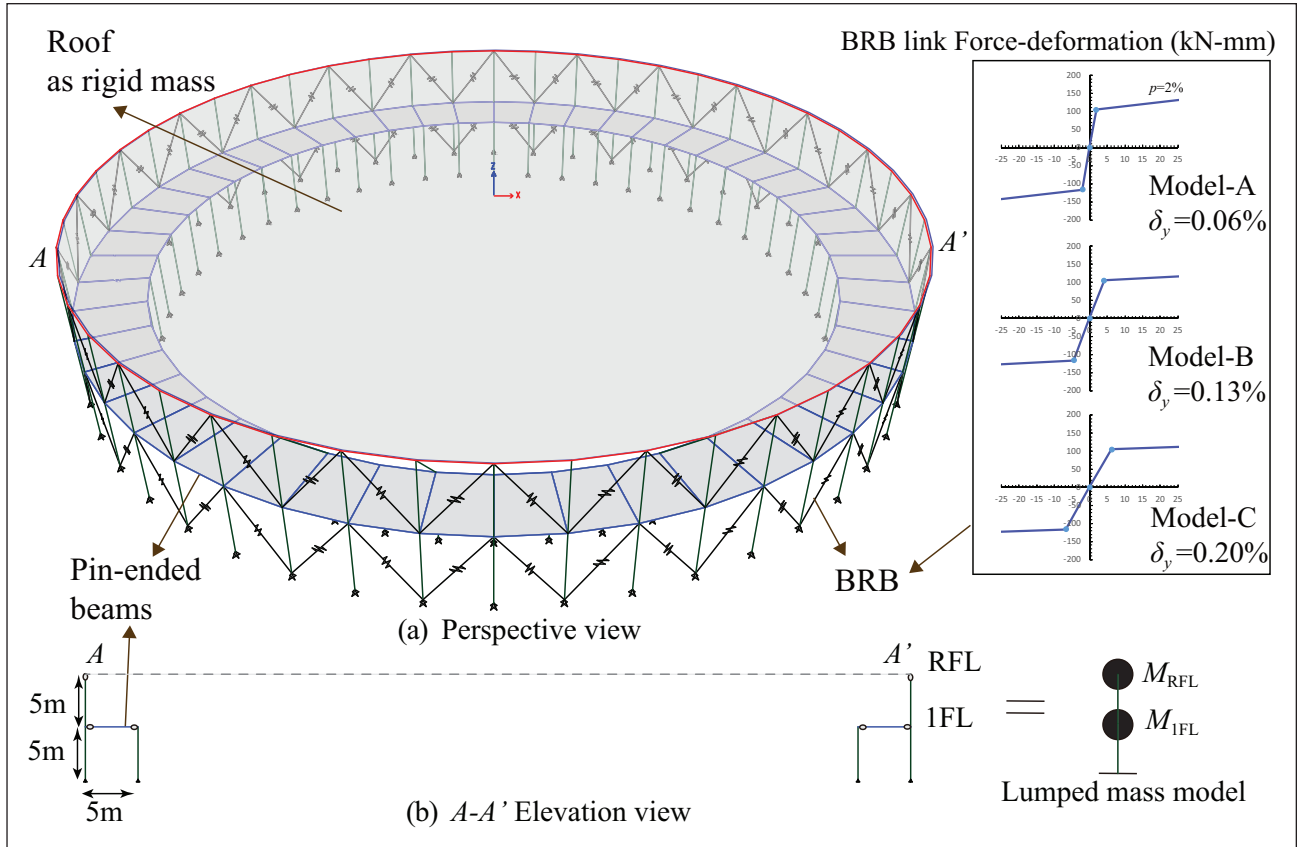 Roof
as rigid mass
BRB link Force-deformation (kN-mm)
200
150
100
50
0
-50
-100
-150
-200
-25 -20 -15 -10 -5 0 5 10 15 20 25
p=2%
Model-A
δy=0.06%
200
150
100
50
0
-50
-100
-150
-200
-25 -20 -15 -10 -5 0 5 10 15 20 25
Model-B
δy=0.13%
200
150
100
50
0
-50
-100
-150
-200
-25 -20 -15 -10 -5 0 5 10 15 20 25
Model-C
δy=0.20%
Z
X
A
A’
Pin-ended
beams
BRB
(a) Perspective view
A
A’
RFL
1FL
5m
5m
5m
=
MRFL
M1FL
Lumped mass model
(b) A-A’ Elevation view